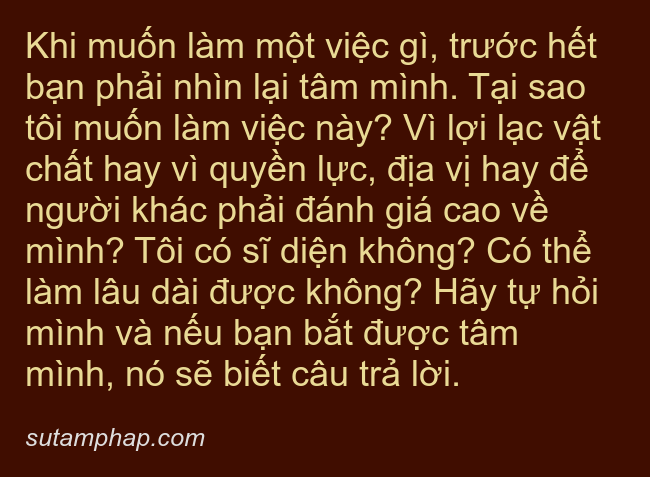 Khi muốn làm một việc gì, trước hết
bạn phải nhìn lại tâm mình. Tại sao
tôi muốn làm việc này? Vì lợi lạc vật
chất hay vì quyền lực, địa vị hay để
người khác phải đánh giá cao về
mình? Tôi có sĩ diện không? Có thể
làm lâu dài được không? Hãy tự hỏi
mình và nếu bạn bắt được tâm
mình, nó sẽ biết câu trả lời.
sutamphap.com